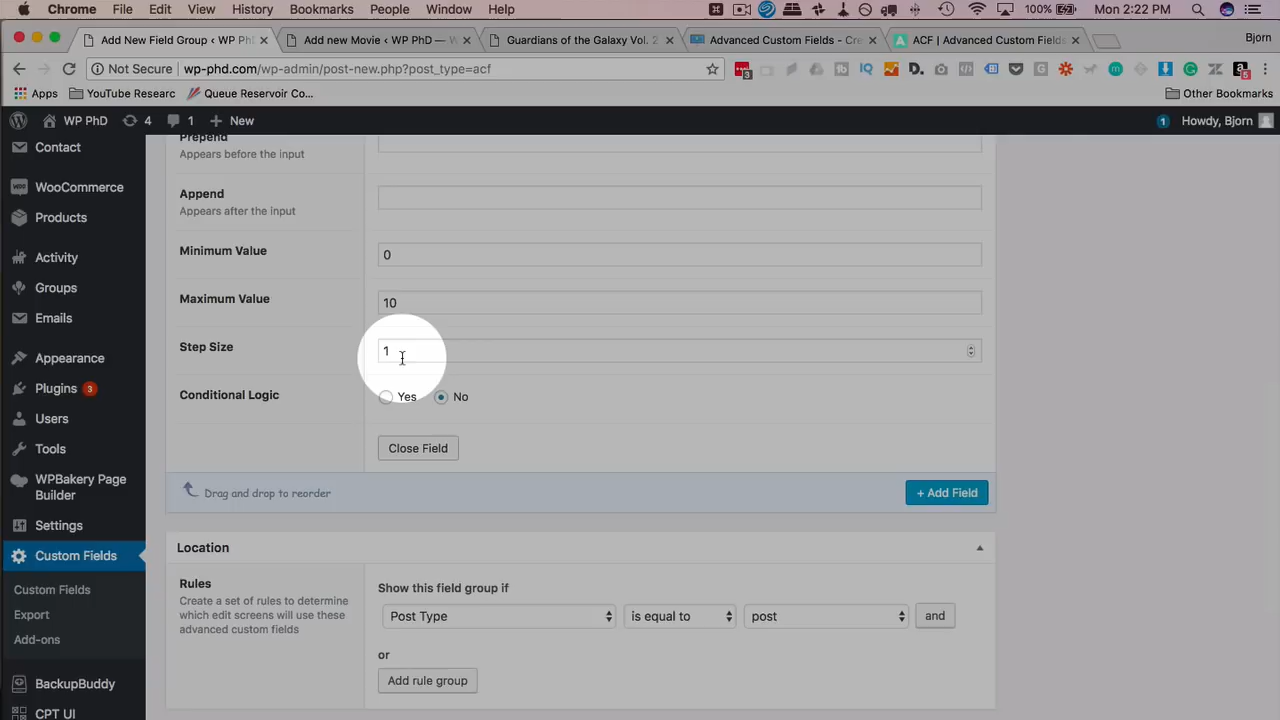 Chrome File Edit View History Bookmarks People Window Help 100% Mon 2:22 PM
Add New Field Group ‹ WP PhD Add new Movie ‹ WP PhD — W Guardians of the Galaxy Vol. 2 Advanced Custom Fields - Cre ACF | Advanced Custom Fields Bjorn
Not Secure wp-phd.com/wp-admin/post-new.php?post_type=acf
Apps YouTube Researc Queue Reservoir Co... Other Bookmarks
WP PhD 4 1 + New 1 Howdy, Bjorn
Contact
WooCommerce
Products
Activity
Groups
Emails
Appearance
Plugins 3
Users
Tools
WPBakery Page
Builder
Settings
Custom Fields
Custom Fields
Export
Add-ons
BackupBuddy
CPT UI
Prepend
Appears before the input
Append
Appears after the input
Minimum Value 0
Maximum Value 10
Step Size 1
Conditional Logic Yes No
Close Field
Drag and drop to reorder + Add Field
Location
Rules
Create a set of rules to determine
which edit screens will use these
advanced custom fields
Show this field group if
Post Type is equal to post and
or
Add rule group